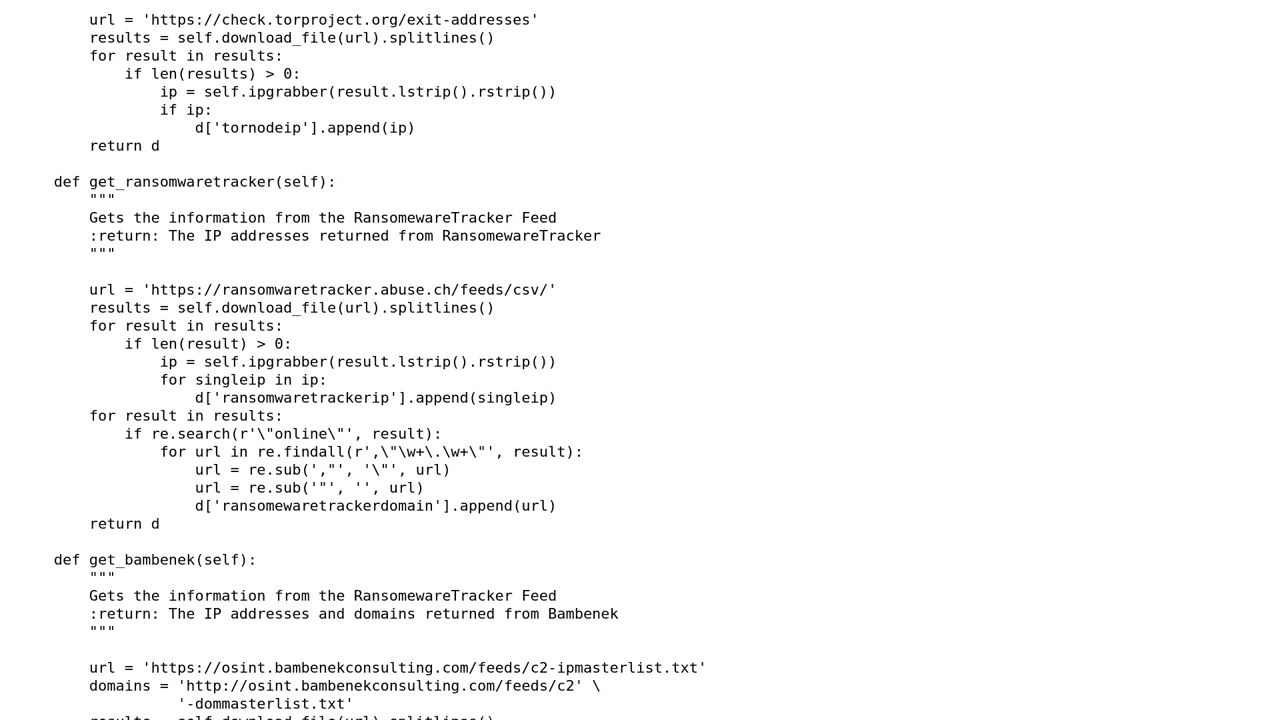 url = 'https://check.torproject.org/exit-addresses'
results = self.download_file(url).splitlines()
for result in results:
if len(results) > 0:
ip = self.ipgrabber(result.lstrip().rstrip())
if ip:
d['tornodeip'].append(ip)
return d
def get_ransomwaretracker(self):
"""
Gets the information from the RansomewareTracker Feed
:return: The IP addresses returned from RansomewareTracker
"""
url = 'https://ransomwaretracker.abuse.ch/feeds/csv/'
results = self.download_file(url).splitlines()
for result in results:
if len(result) > 0:
ip = self.ipgrabber(result.lstrip().rstrip())
for singleip in ip:
d['ransomwaretrackerip'].append(singleip)
for result in results:
if re.search(r'\"online\"', result):
for url in re.findall(r',\"\w+\.\w+\"', result):
url = re.sub(',"', '\"', url)
url = re.sub('"', '', url)
d['ransomewaretrackerdomain'].append(url)
return d
def get_bambenek(self):
"""
Gets the information from the RansomewareTracker Feed
:return: The IP addresses and domains returned from Bambenek
"""
url = 'https://osint.bambenekconsulting.com/feeds/c2-ipmasterlist.txt'
domains = 'http://osint.bambenekconsulting.com/feeds/c2' \
'-dommasterlist.txt'
results = self.download_file(url).splitlines()